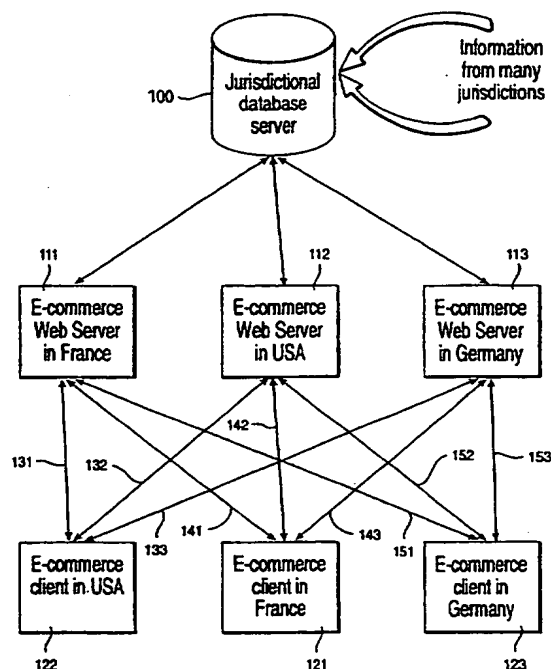 Jurisdictional
database
server
100
Information
from many
jurisdictions
111
112
113
E-commerce
Web Server
in France
E-commerce
Web Server
in USA
E-commerce
Web Server
in Germany
131
132
133
141
142
143
151
152
153
E-commerce
client in USA
E-commerce
client in
France
E-commerce
client in
Germany
122
121
123